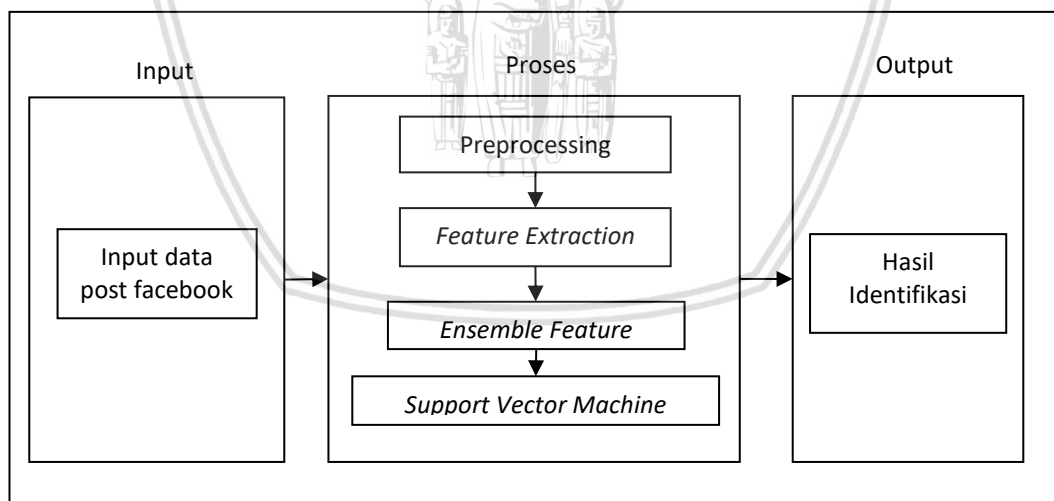 Input
Proses
Output
Preprocessing
Feature Extraction
Ensemble Feature
Support Vector Machine
Input data
post facebook
Hasil
Identifikasi